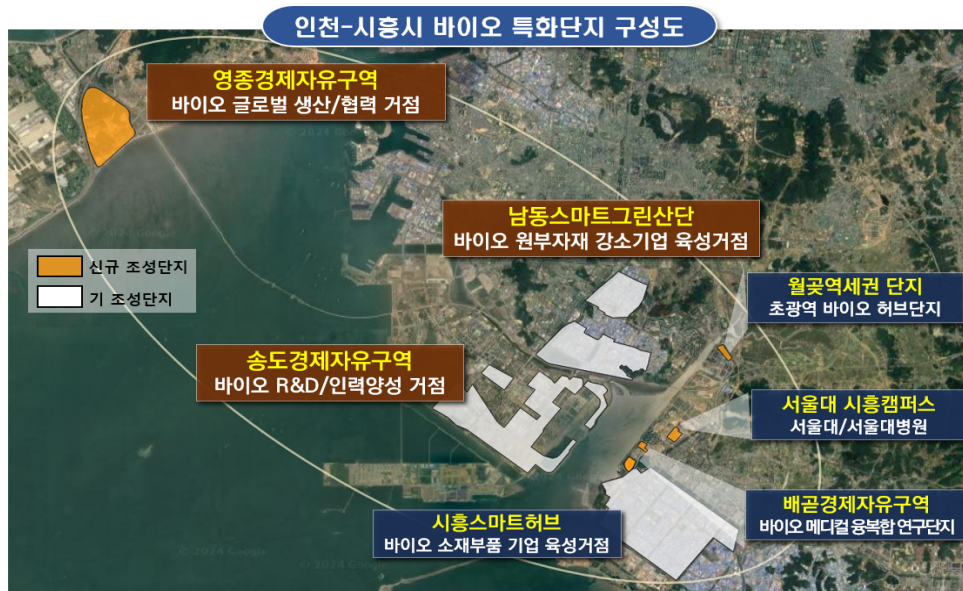 인천-시흥시 바이오 특화단지 구성도
영종경제자유구역
바이오 글로벌 생산/협력 거점
© 2024 Google
남동스마트그린산단
바이오 원부자재 강소기업 육성거점
© 2024 Google
신규 조성단지
기 조성단지
월곶역세권 단지
초광역 바이오 허브단지
송도경제자유구역
바이오 R&D/인력양성 거점
서울대 시흥캠퍼스
서울대/서울대병원
배곧경제자유구역
바이오 메디컬 융복합 연구단지
시흥스마트허브
바이오 소재부품 기업 육성거점
© 2024 Google
© 2024 Google